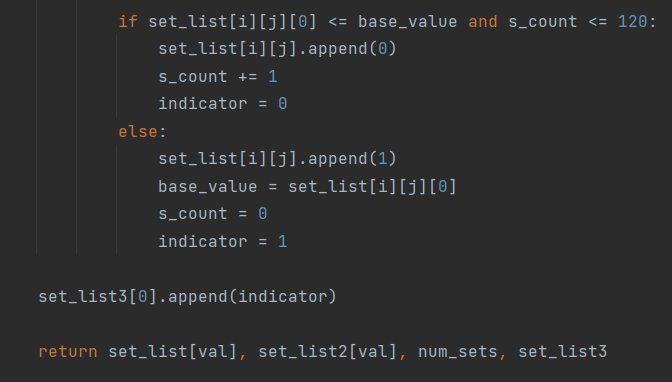 if set_list[i][j][0] <= base_value and s_count <= 120:
set_list[i][j].append(0)
s_count += 1
indicator = 0
else:
set_list[i][j].append(1)
base_value = set_list[i][j][0]
s_count = 0
indicator = 1
set_list3[0].append(indicator)
return set_list[val], set_list2[val], num_sets, set_list3